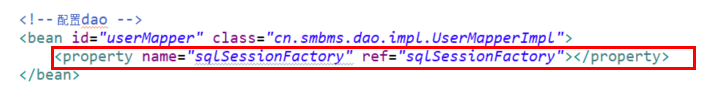 <!-- 配置dao -->
<bean id="userMapper" class="cn.smbms.dao.impl.UserMapperImpl">
<property name="sqlSessionFactory" ref="sqlSessionFactory"></property>
</bean>